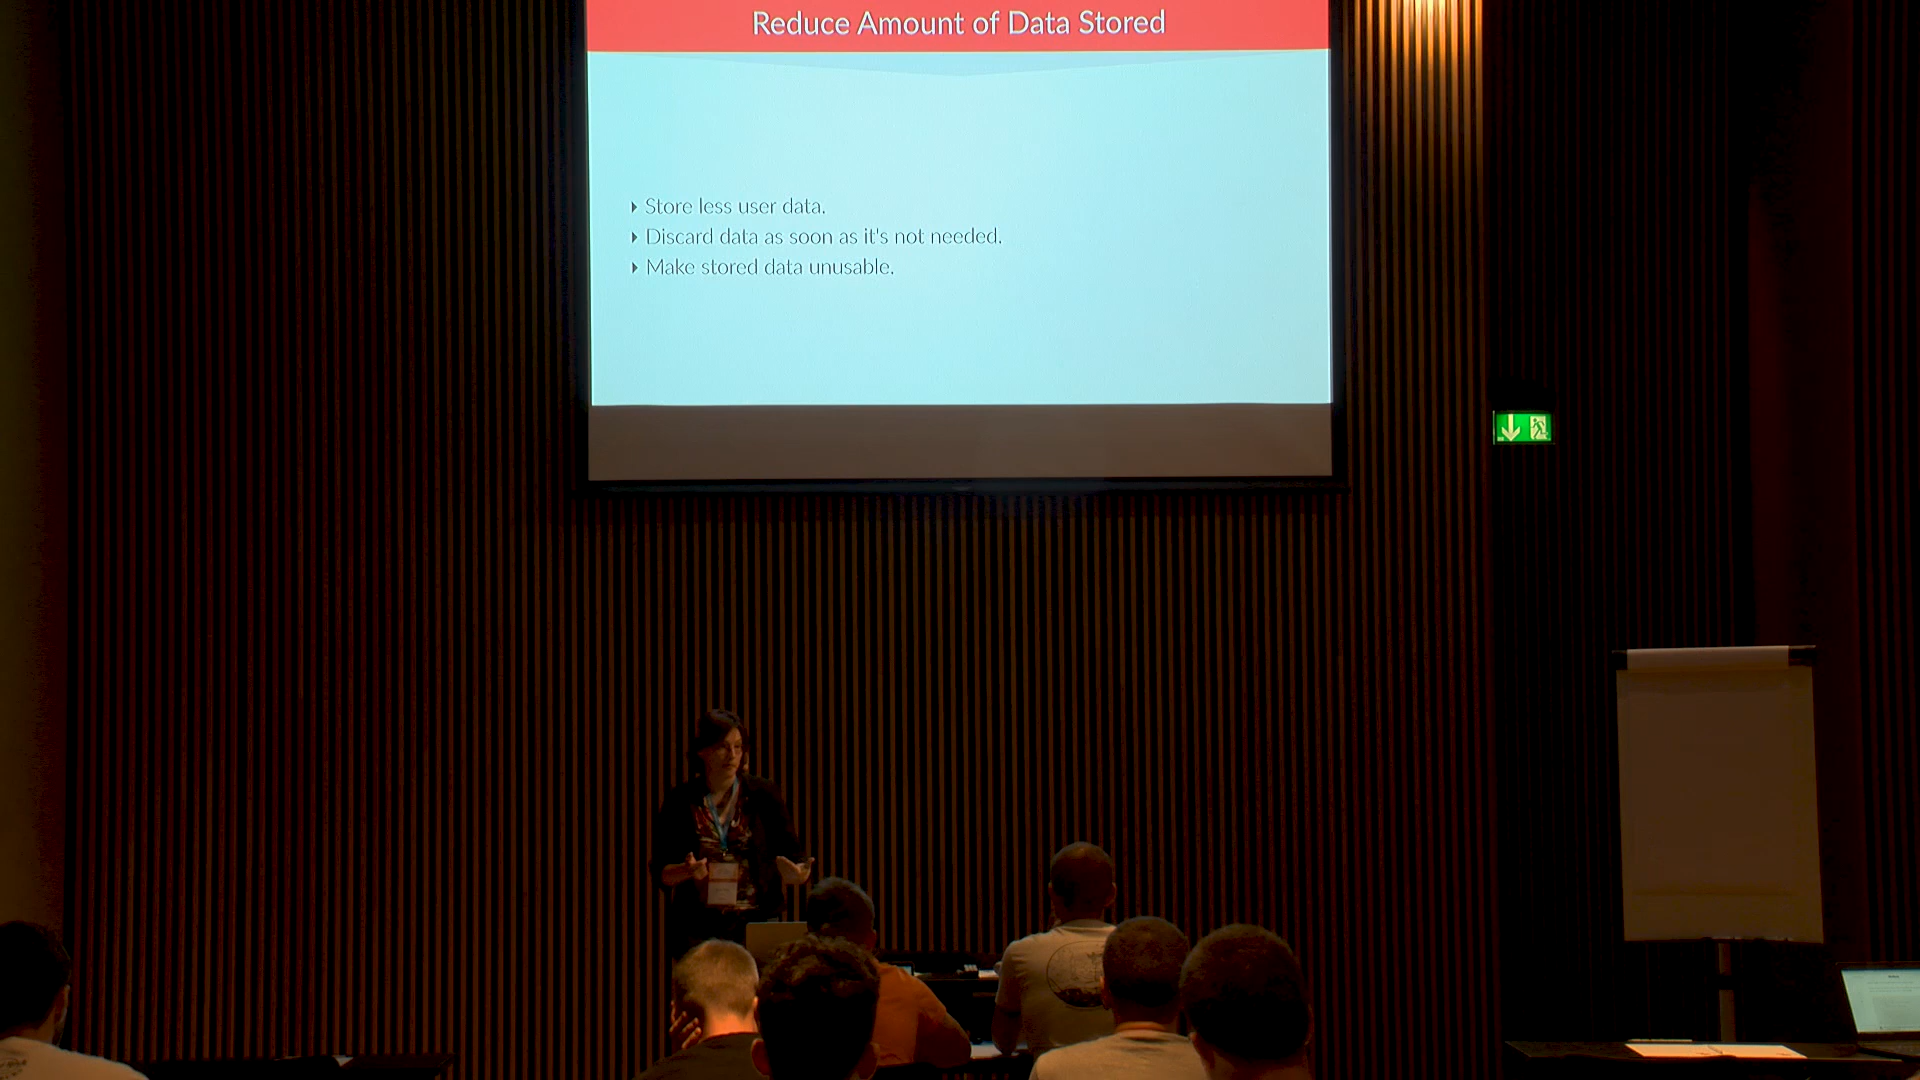 Reduce Amount of Data Stored
Store less user data.
Discard data as soon as it's not needed.
Make stored data unusable.